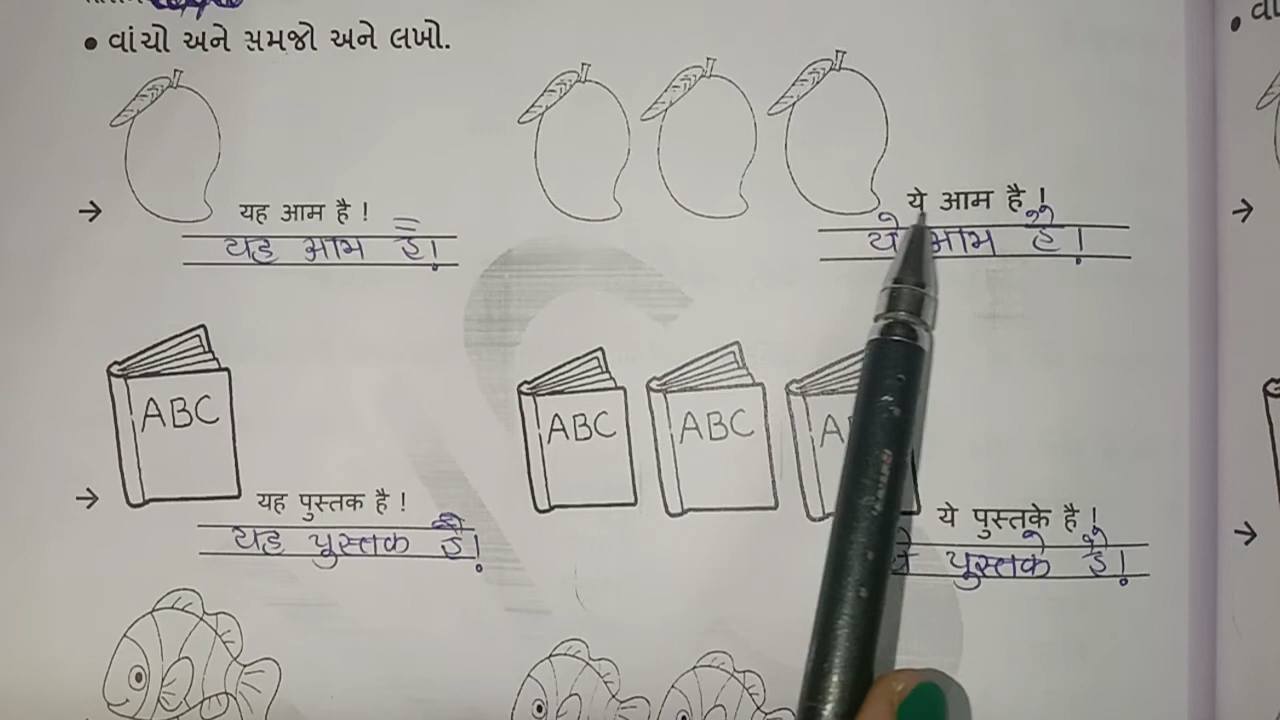 • વાંચો અને સમજો અને લખો.
→ यह आम है !
यह आम है!
ये आम है !
ये आम है!
ABC
ABC
ABC
→ यह पुस्तक है !
यह पुस्तक है!
ये पुस्तके है !
ये पुस्तके है!